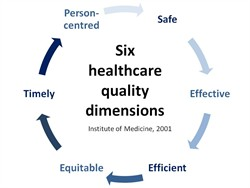 Person-
centred
Safe
Six
healthcare
quality
dimensions
Institute of Medicine, 2001
Timely
Effective
Equitable
Efficient